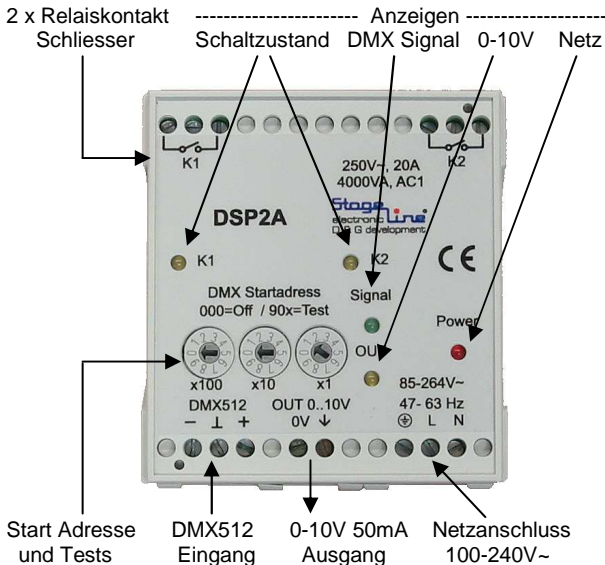 2 x Relaiskontakt ------------------ Anzeigen --------------------
Schliesser Schaltzustand DMX Signal 0-10V Netz
K1 K2
250V~, 20A
4000VA, AC1
Stage Line
electronic
D & G development
DSP2A
K1 K2
CE
DMX Startadress
000=Off / 90x=Test
Signal
Power
OUT
x100 x10 x1
85-264V~
DMX512 OUT 0..10V 47- 63 Hz
− ⊥ + 0V ↓ L N
Start Adresse DMX512 0-10V 50mA Netzanschluss
und Tests Eingang Ausgang 100-240V~